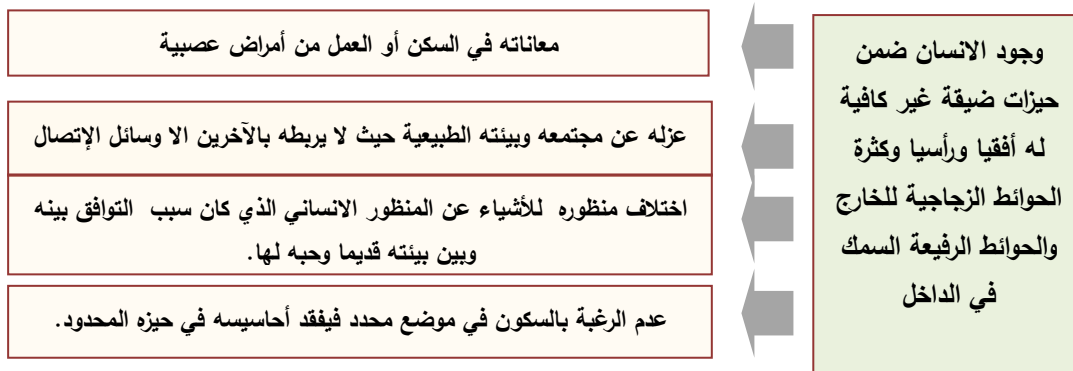 وجود الانسان ضمن
حيزات ضيقة غير كافية
له أفقيا ورأسيا وكثرة
الحوائط الزجاجية للخارج
والحوائط الرفيعة السمك
في الداخل
معاناته في السكن أو العمل من أمراض عصبية
عزله عن مجتمعه وبيئته الطبيعية حيث لا يربطه بالآخرين الا وسائل الإتصال
اختلاف منظوره للأشياء عن المنظور الانساني الذي كان سبب التوافق بينه
وبين بيئته قديما وحبه لها.
عدم الرغبة بالسكون في موضع محدد فيفقد أحاسيسه في حيزه المحدود.